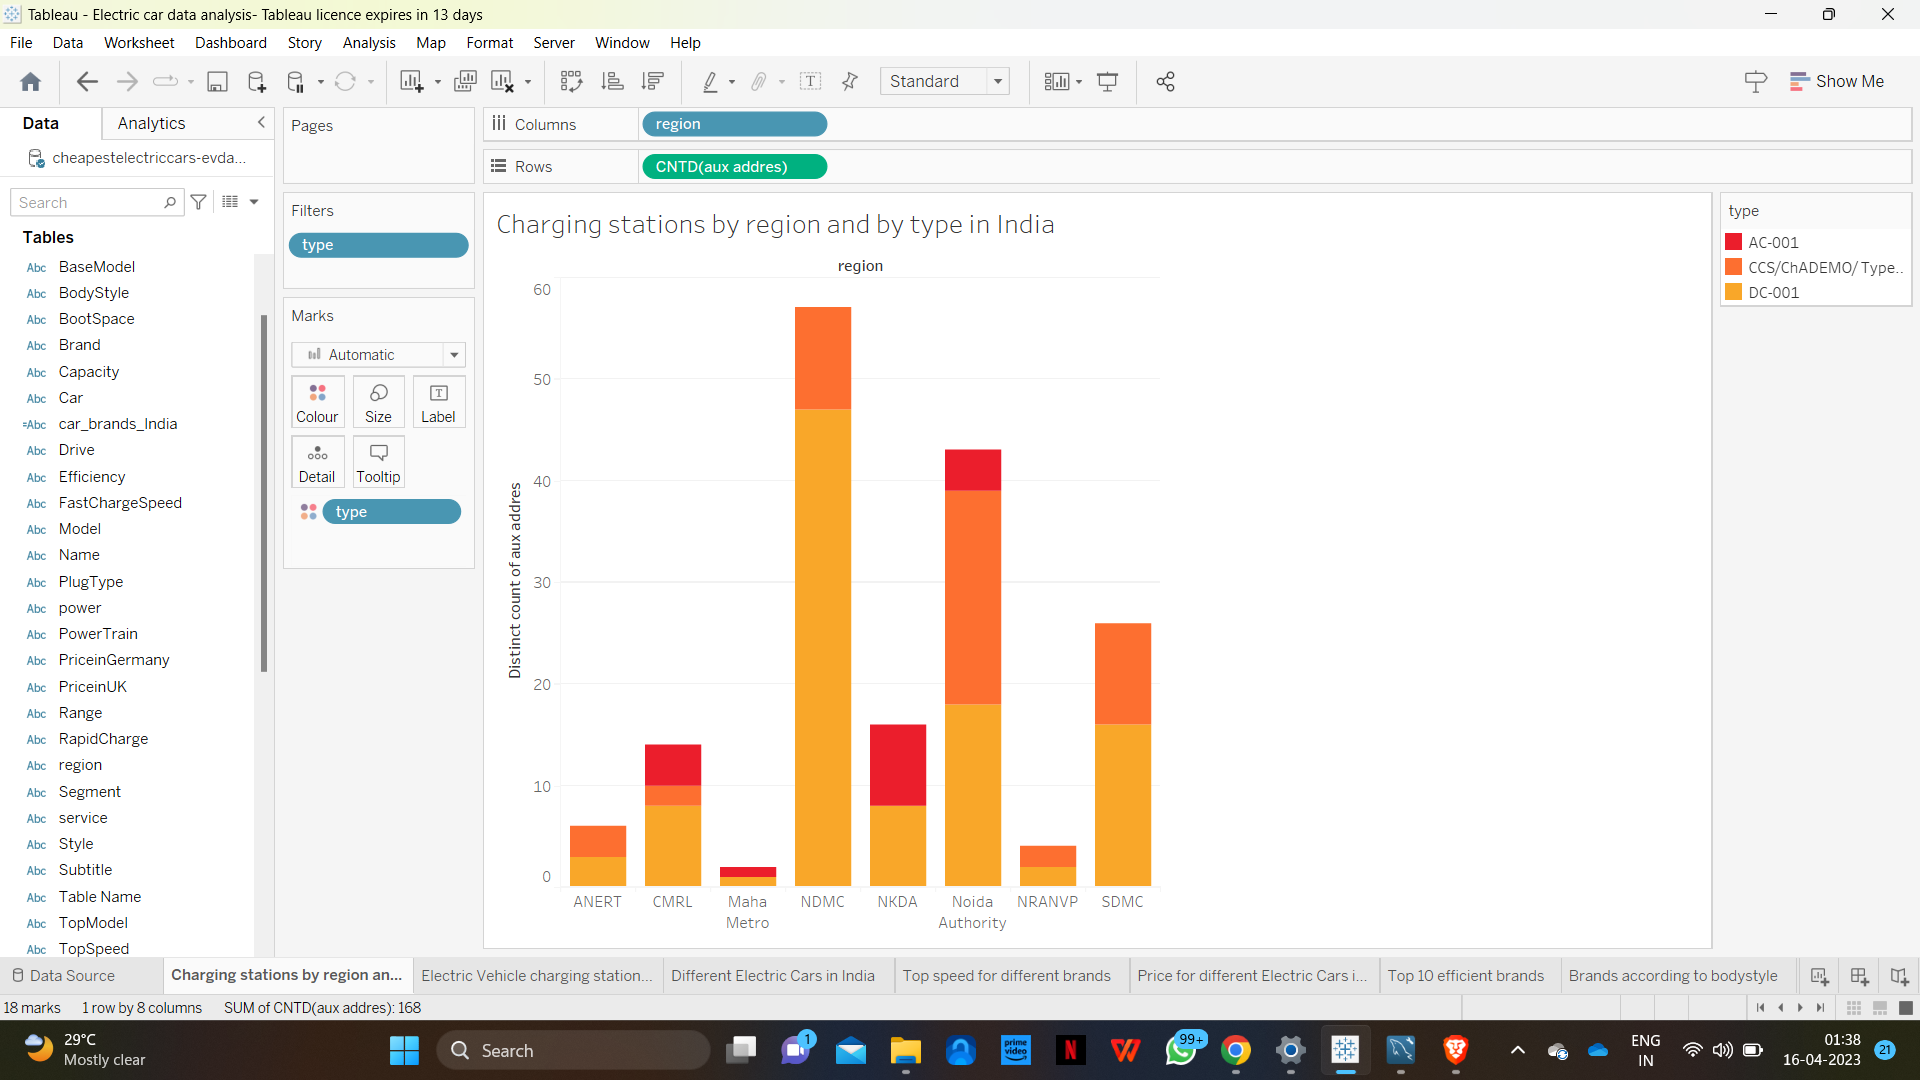 Tableau - Electric car data analysis- Tableau licence expires in 13 days
File Data Worksheet Dashboard Story Analysis Map Format Server Window Help
Standard
Show Me
Data Analytics
cheapestelectriccars-evda...
Search
Tables
Abc BaseModel
Abc BodyStyle
Abc BootSpace
Abc Brand
Abc Capacity
Abc Car
=Abc car_brands_India
Abc Drive
Abc Efficiency
Abc FastChargeSpeed
Abc Model
Abc Name
Abc PlugType
Abc power
Abc PowerTrain
Abc PriceinGermany
Abc PriceinUK
Abc Range
Abc RapidCharge
Abc region
Abc Segment
Abc service
Abc Style
Abc Subtitle
Abc Table Name
Abc TopModel
Abc TopSpeed
Pages
Filters
type
Marks
Automatic
Colour Size Label
Detail Tooltip
type
Columns region
Rows CNTD(aux addres)
Charging stations by region and by type in India
region
60
50
40
30
20
10
0
Distinct count of aux addres
ANERT CMRL Maha Metro NDMC NKDA Noida Authority NRANVP SDMC
type
AC-001
CCS/ChADEMO/ Type..
DC-001
Data Source Charging stations by region an... Electric Vehicle charging station... Different Electric Cars in India Top speed for different brands Price for different Electric Cars i... Top 10 efficient brands Brands according to bodystyle
18 marks 1 row by 8 columns SUM of CNTD(aux addres): 168
29°C
Mostly clear
Search
1
prime video
N
W
99+
ENG
IN
01:38
16-04-2023
21